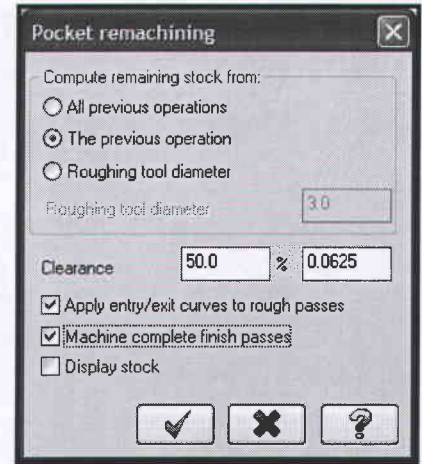 Pocket remachining
Compute remaining stock from:
All previous operations
The previous operation
Roughing tool diameter
Roughing tool diameter 3.0
Clearance 50.0 % 0.0625
Apply entry/exit curves to rough passes
Machine complete finish passes
Display stock
?